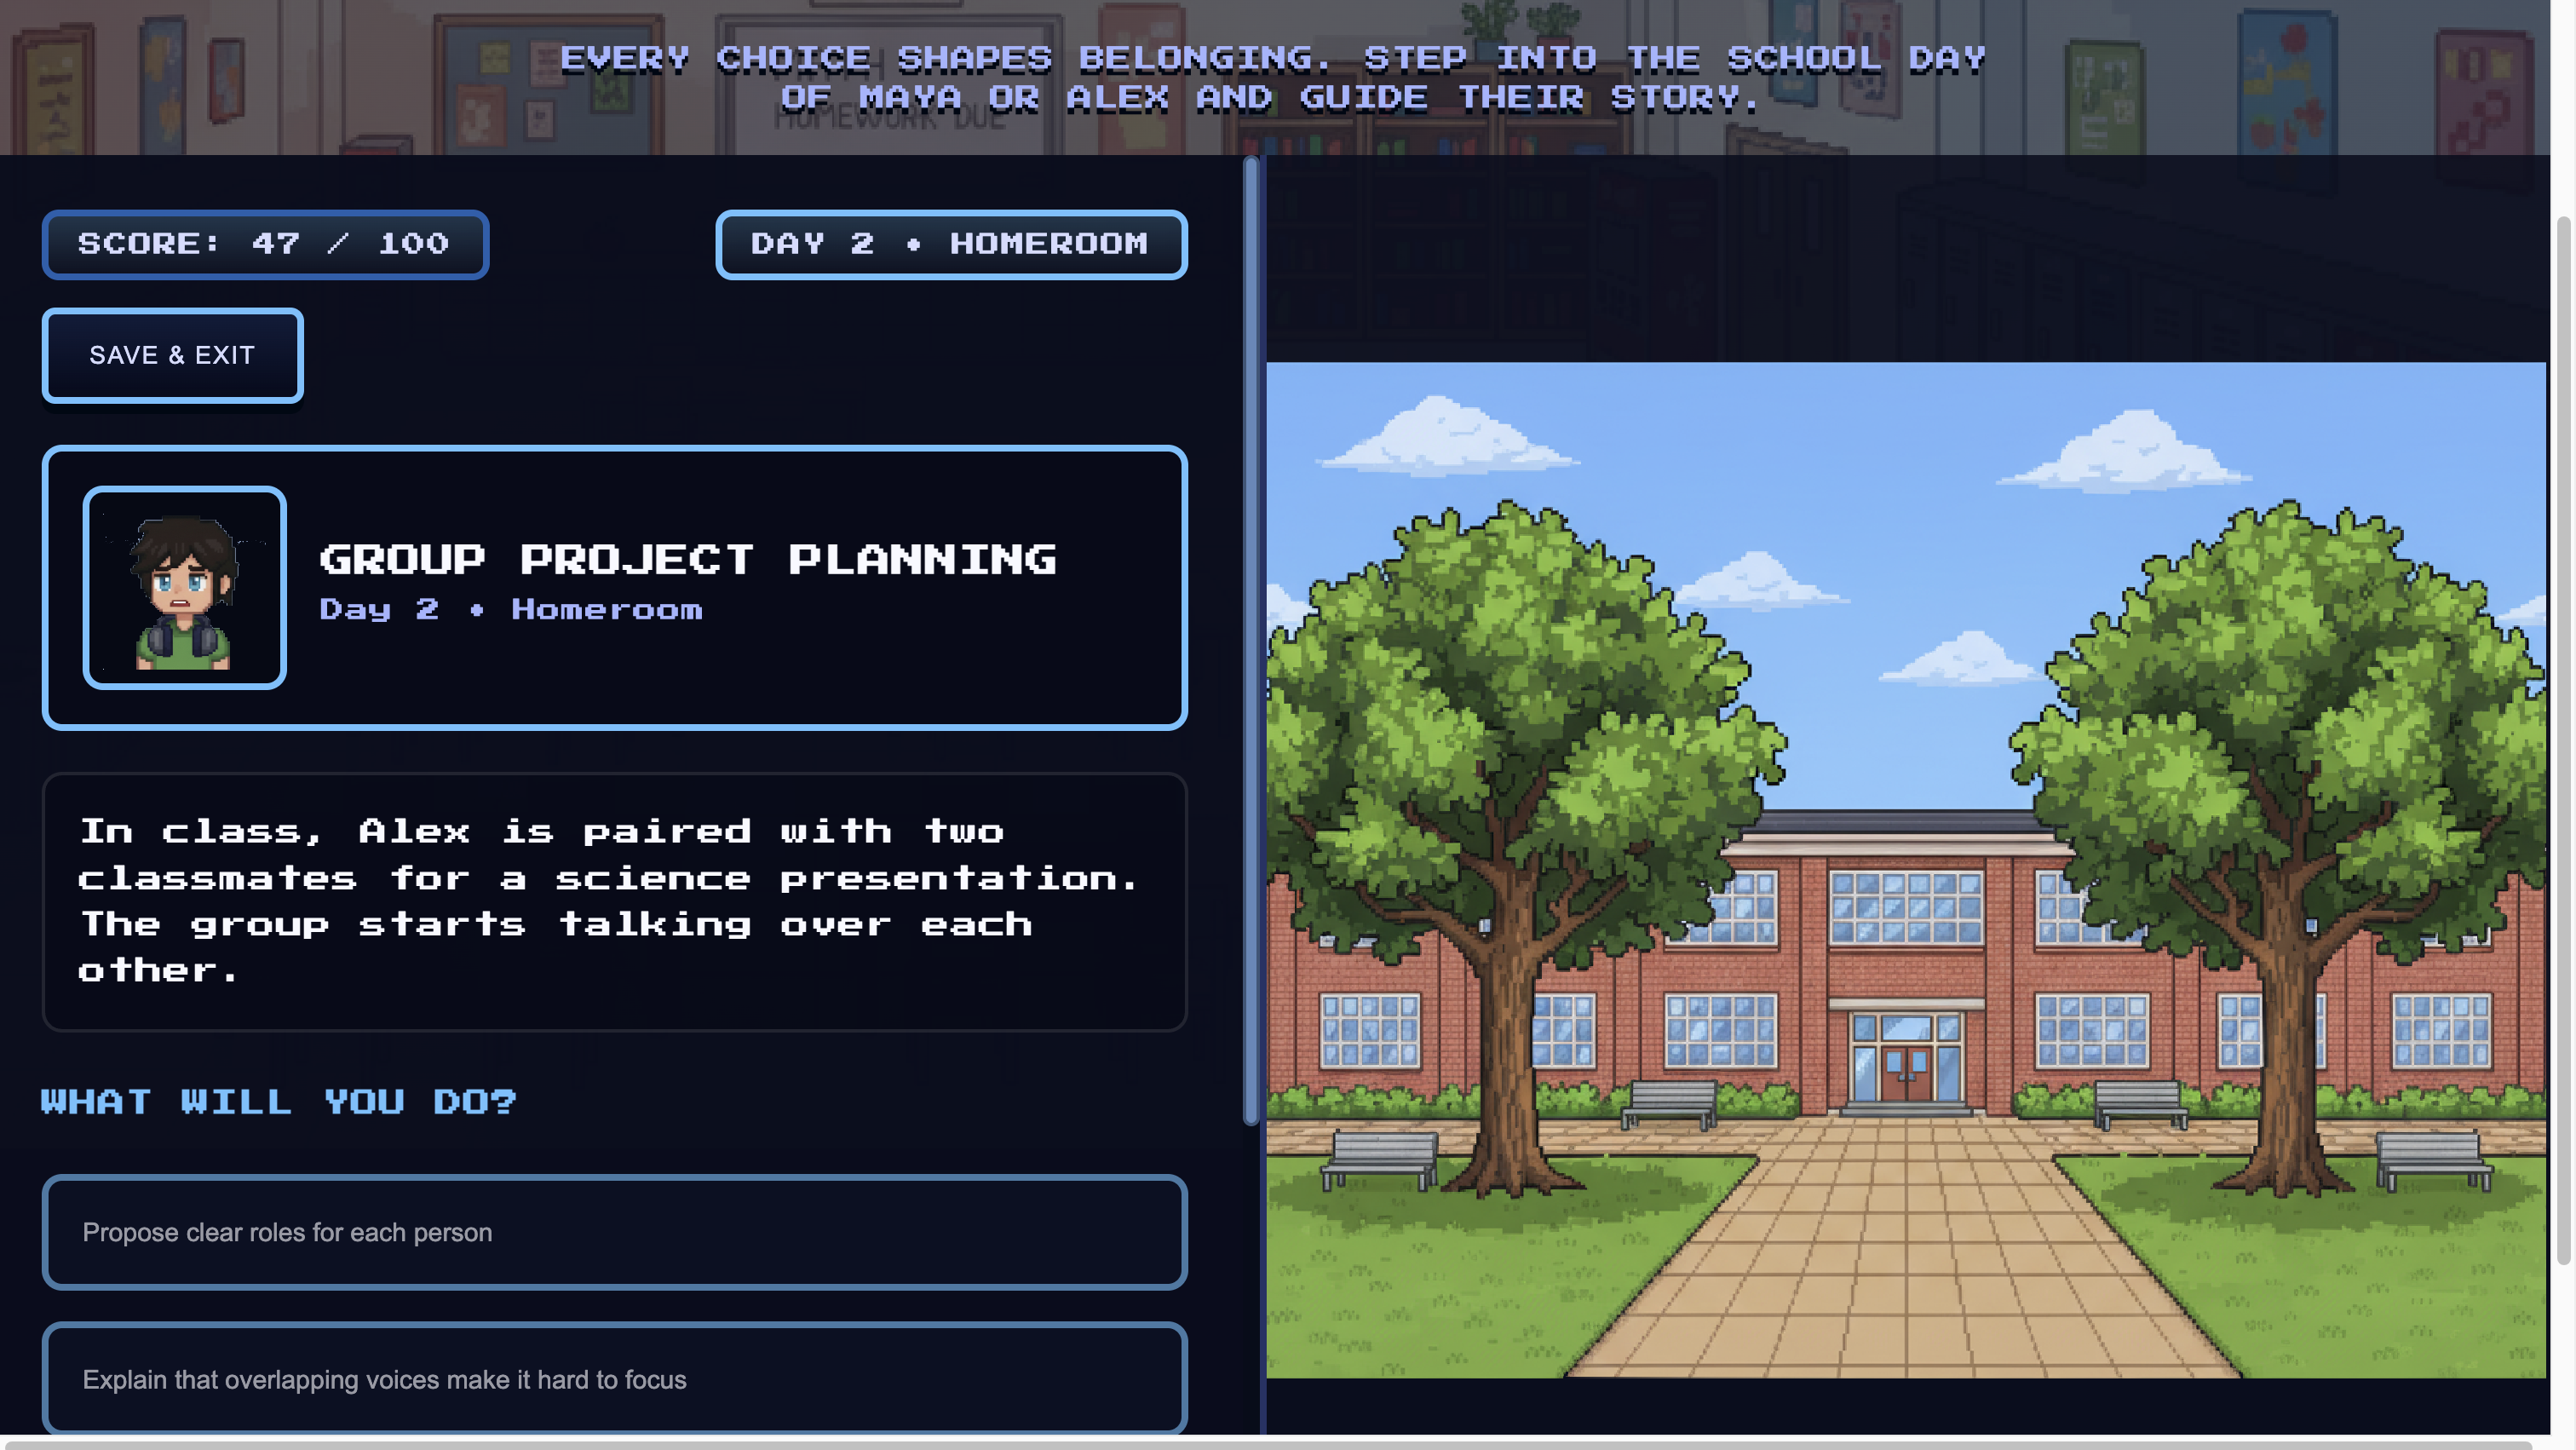 EVERY CHOICE SHAPES BELONGING. STEP INTO THE SCHOOL DAY
OF MAYA OR ALEX AND GUIDE THEIR STORY.
HOMEWORK DUE
SCORE: 47 / 100
DAY 2 • HOMEROOM
SAVE & EXIT
GROUP PROJECT PLANNING
Day 2 • Homeroom
In class, Alex is paired with two
classmates for a science presentation.
The group starts talking over each
other.
WHAT WILL YOU DO?
Propose clear roles for each person
Explain that overlapping voices make it hard to focus